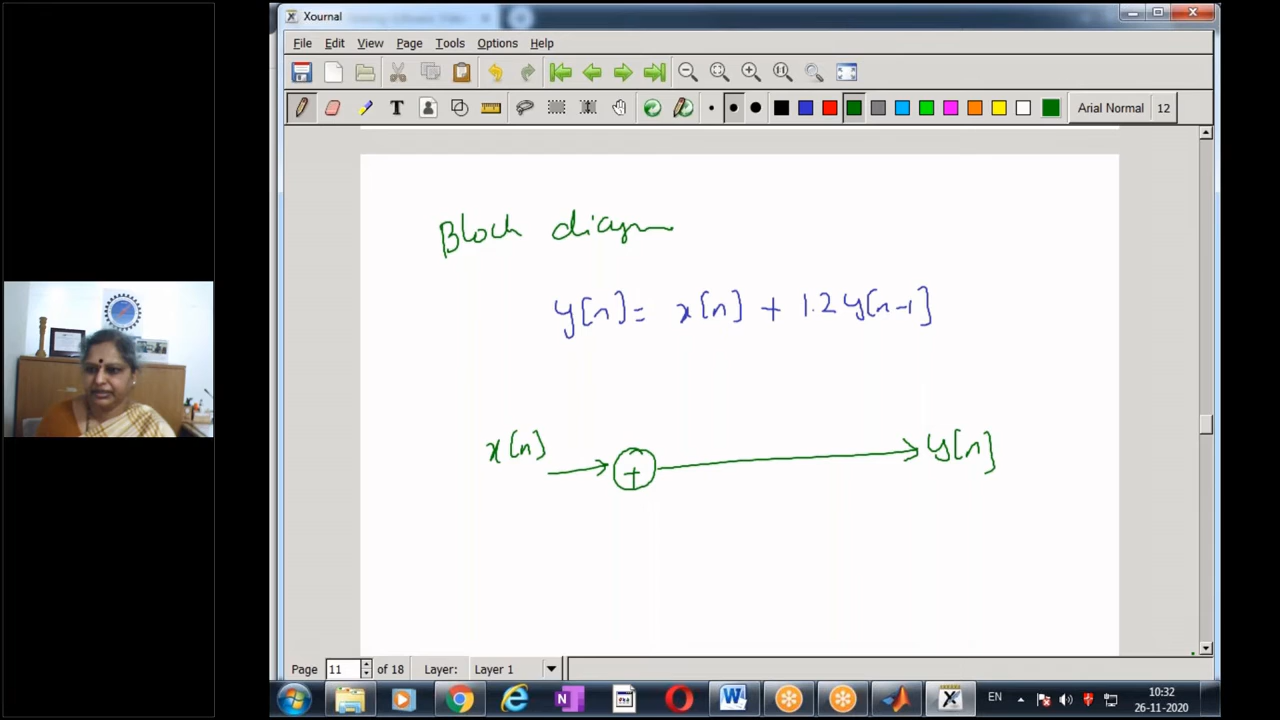 Xournal
File Edit View Page Tools Options Help
Arial Normal 12
Block diagm
y[n] = x[n] + 1.2 y[n-1]
x[n] + y[n]
Page 11 of 18 Layer: Layer 1
EN 10:32
26-11-2020